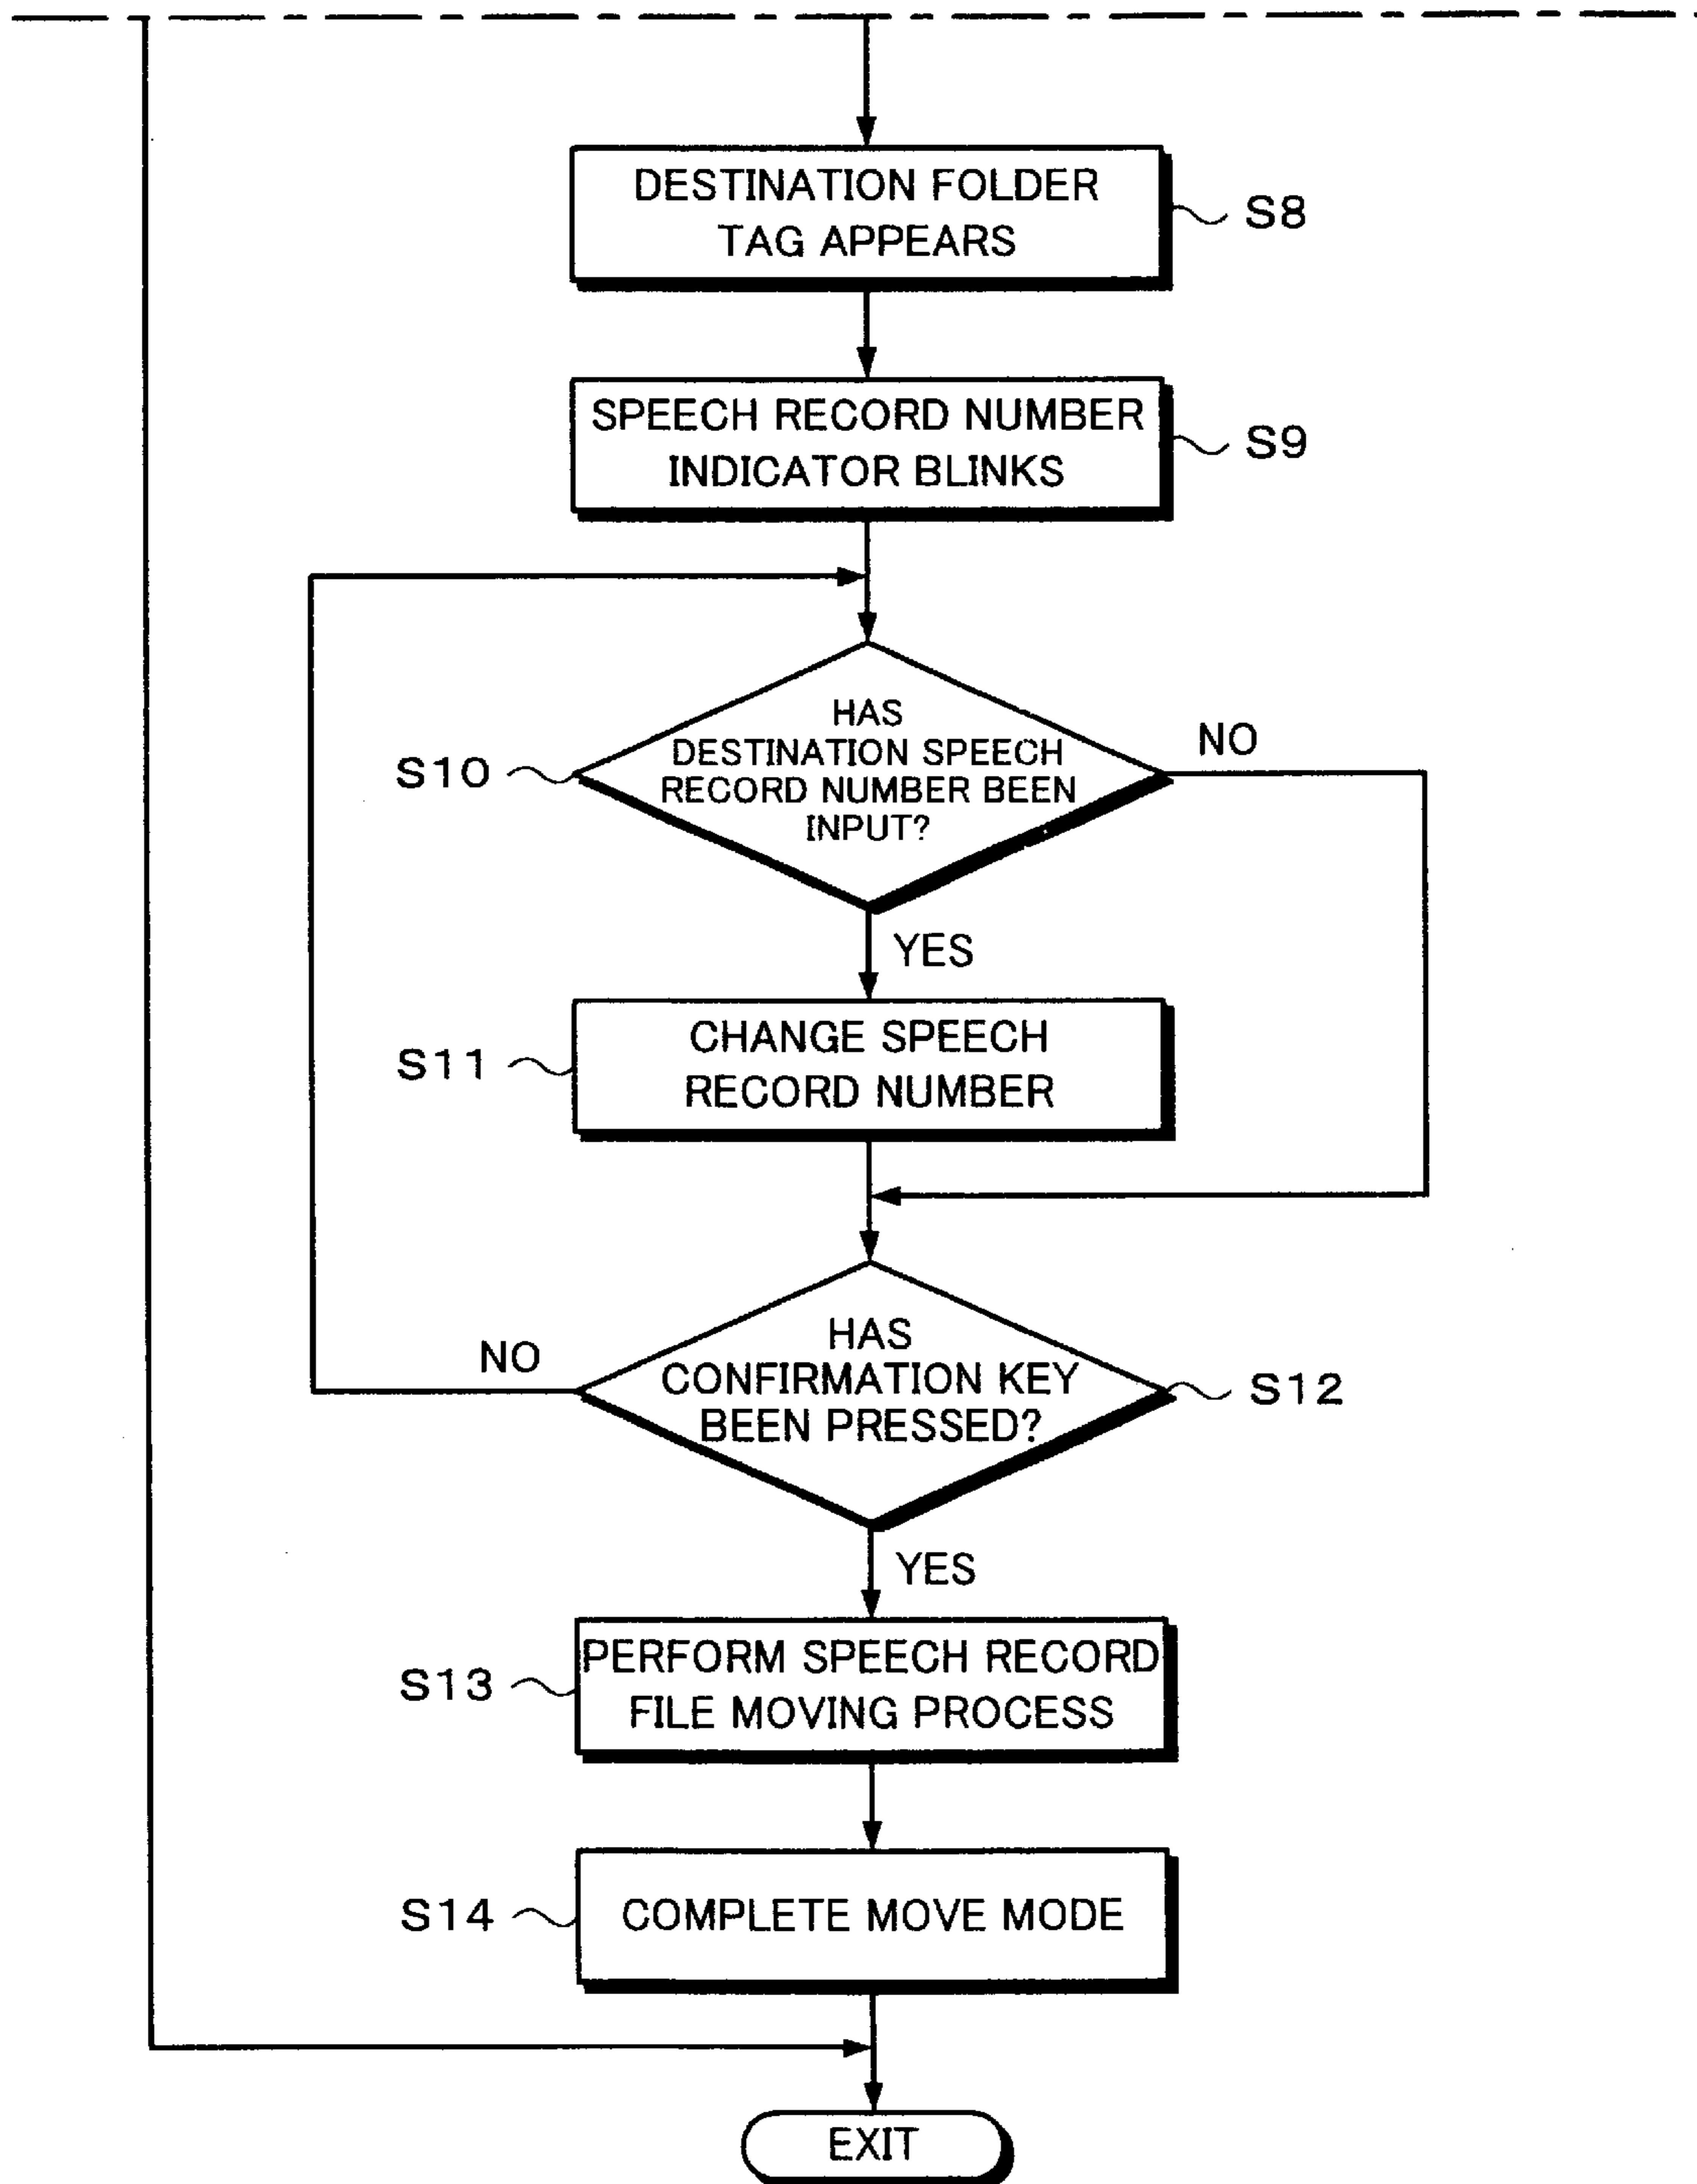 DESTINATION FOLDER
TAG APPEARS
S8
SPEECH RECORD NUMBER
INDICATOR BLINKS
S9
HAS
DESTINATION SPEECH
RECORD NUMBER BEEN
INPUT?
S10
NO
YES
CHANGE SPEECH
RECORD NUMBER
S11
HAS
CONFIRMATION KEY
BEEN PRESSED?
NO
S12
YES
PERFORM SPEECH RECORD
FILE MOVING PROCESS
S13
COMPLETE MOVE MODE
S14
EXIT